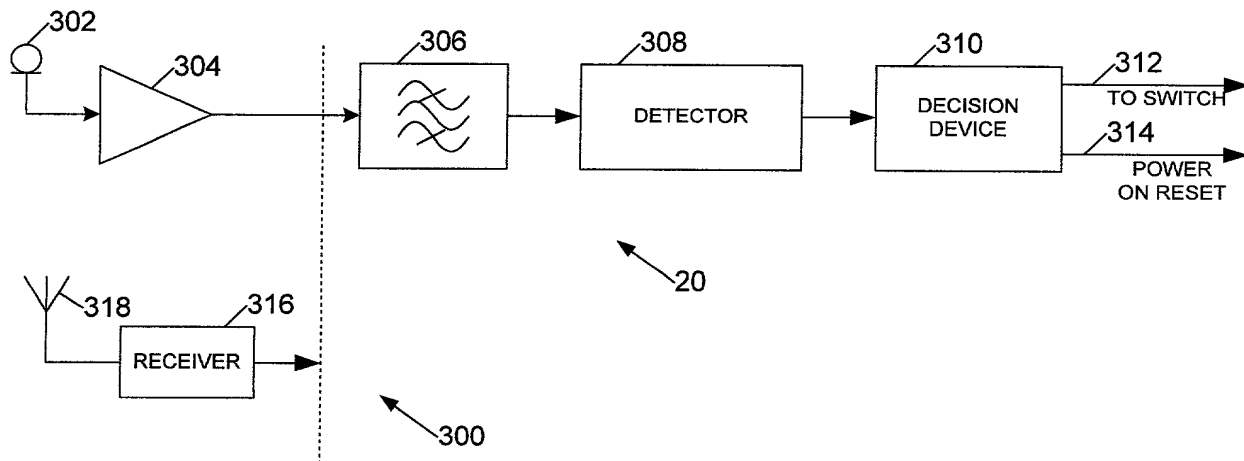 302
304
306
308
310
312
TO SWITCH
DETECTOR
DECISION
DEVICE
314
POWER
ON RESET
20
318
316
RECEIVER
300